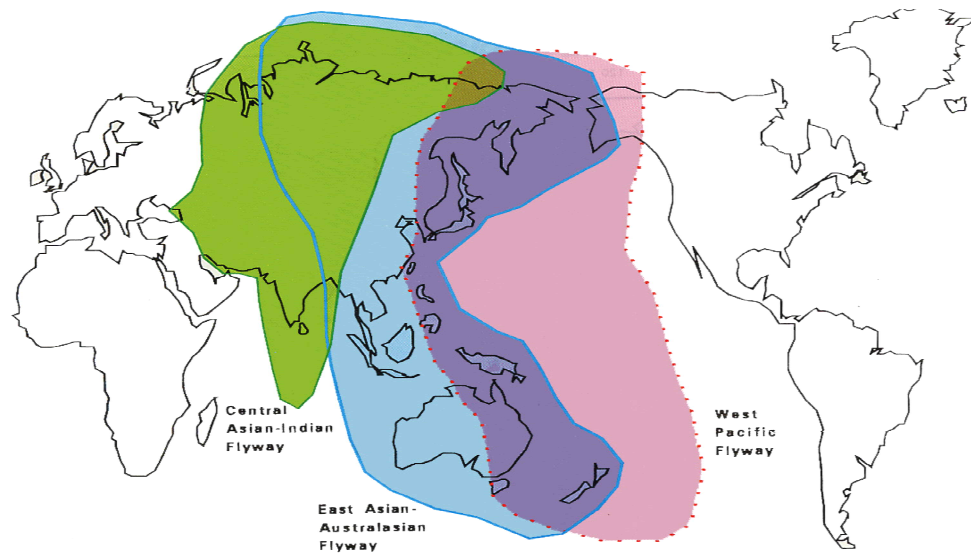 Central
Asian-Indian
Flyway
West
Pacific
Flyway
East Asian-
Australasian
Flyway